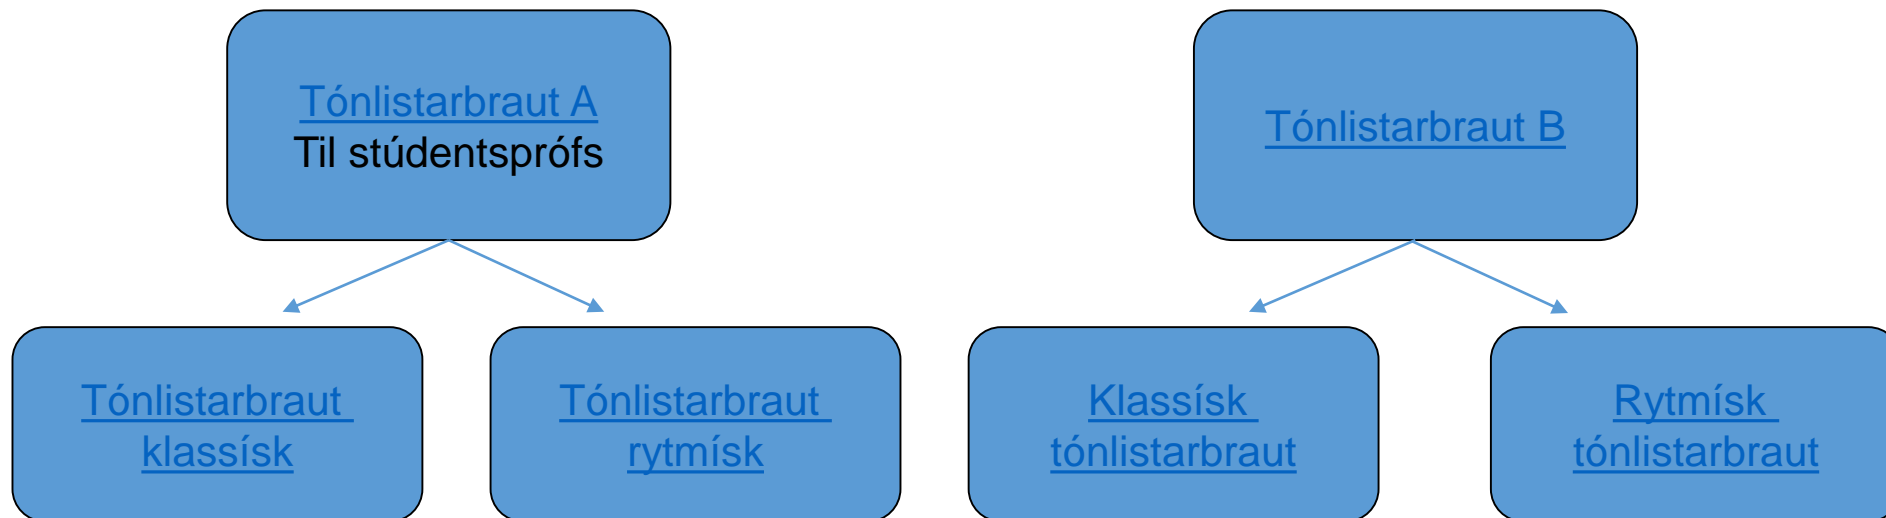 Tónlistarbraut A
Til stúdentsprófs
Tónlistarbraut B
Tónlistarbraut
klassísk
Tónlistarbraut
rytmísk
Klassísk
tónlistarbraut
Rytmísk
tónlistarbraut